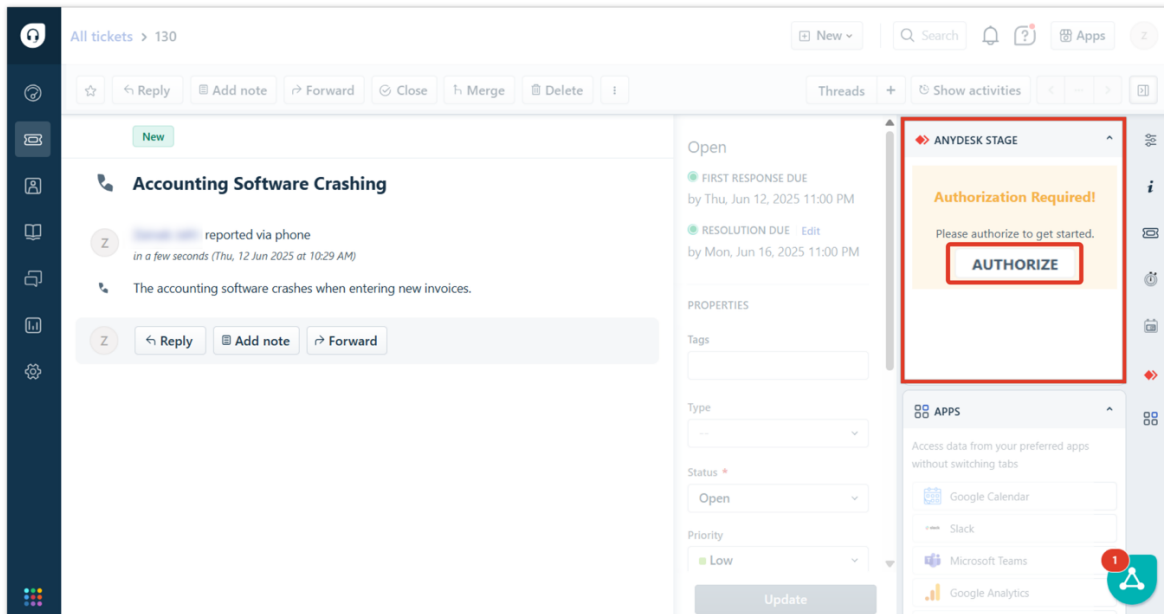 All tickets > 130
New
Search
Apps
Z
Reply
Add note
Forward
Close
Merge
Delete
Threads
+
Show activities
New
Accounting Software Crashing
Z
reported via phone
in a few seconds (Thu, 12 Jun 2025 at 10:29 AM)
The accounting software crashes when entering new invoices.
Z
Reply
Add note
Forward
Open
FIRST RESPONSE DUE
by Thu, Jun 12, 2025 11:00 PM
RESOLUTION DUE Edit
by Mon, Jun 16, 2025 11:00 PM
PROPERTIES
Tags
Type
--
Status *
Open
Priority
Low
Update
ANYDESK STAGE
Authorization Required!
Please authorize to get started.
AUTHORIZE
APPS
Access data from your preferred apps
without switching tabs
Google Calendar
Slack
Microsoft Teams
Google Analytics
1